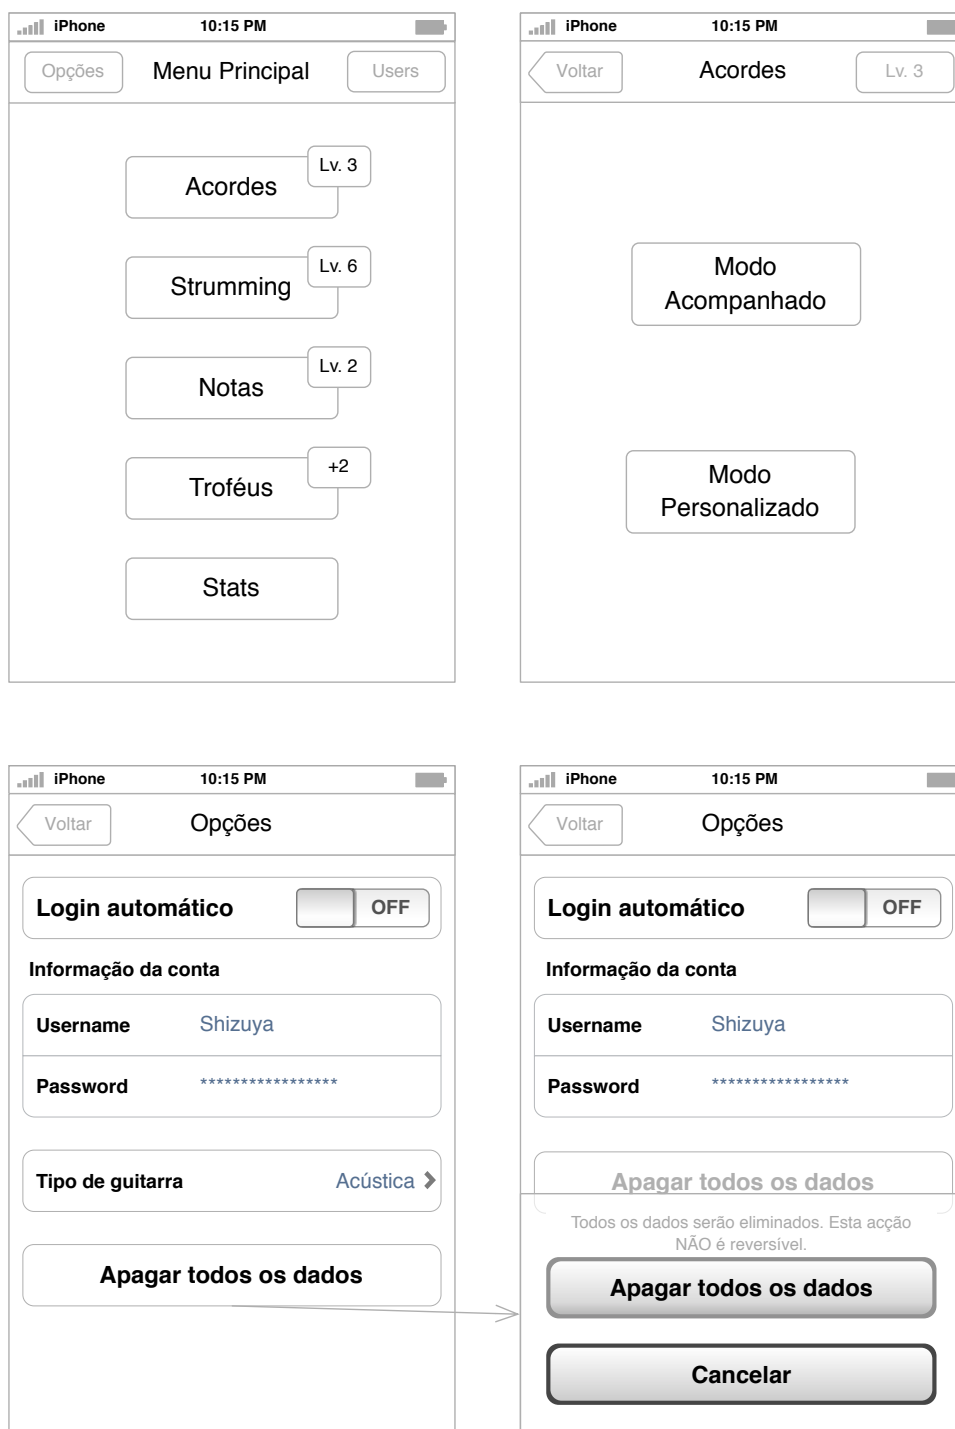 iPhone 10:15 PM
Opções Menu Principal Users
Lv. 3
Acordes
Lv. 6
Strumming
Lv. 2
Notas
+2
Troféus
Stats
iPhone 10:15 PM
Voltar Acordes Lv. 3
Modo
Acompanhado
Modo
Personalizado
iPhone 10:15 PM
Voltar Opções
Login automático OFF
Informação da conta
Username Shizuya
Password *****************
Tipo de guitarra Acústica
Apagar todos os dados
iPhone 10:15 PM
Voltar Opções
Login automático OFF
Informação da conta
Username Shizuya
Password *****************
Apagar todos os dados
Todos os dados serão eliminados. Esta acção
NÃO é reversível.
Apagar todos os dados
Cancelar